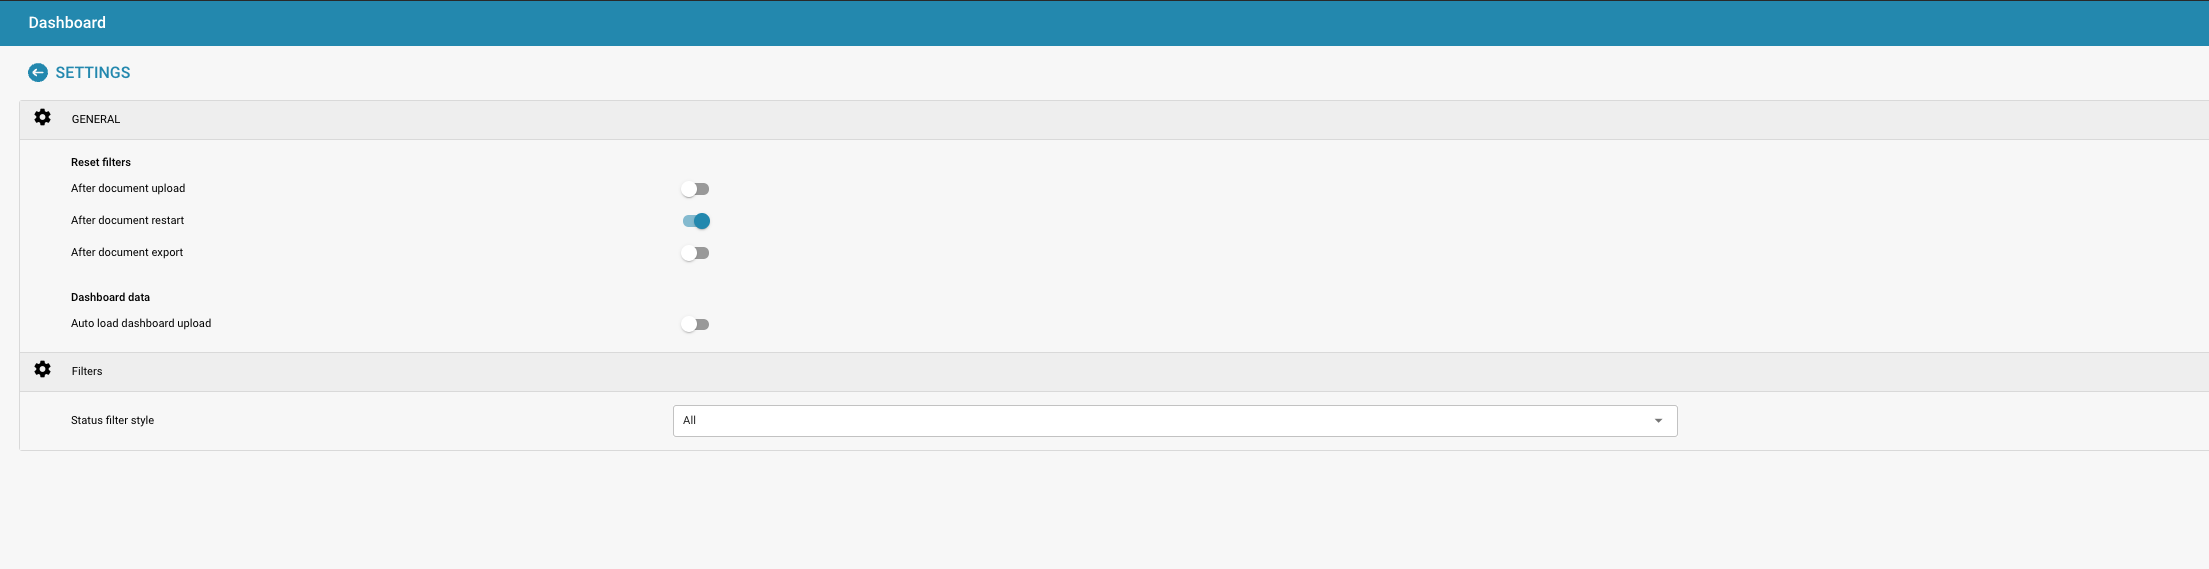 Dashboard
SETTINGS
GENERAL
Reset filters
After document upload
After document restart
After document export
Dashboard data
Auto load dashboard upload
Filters
Status filter style
All